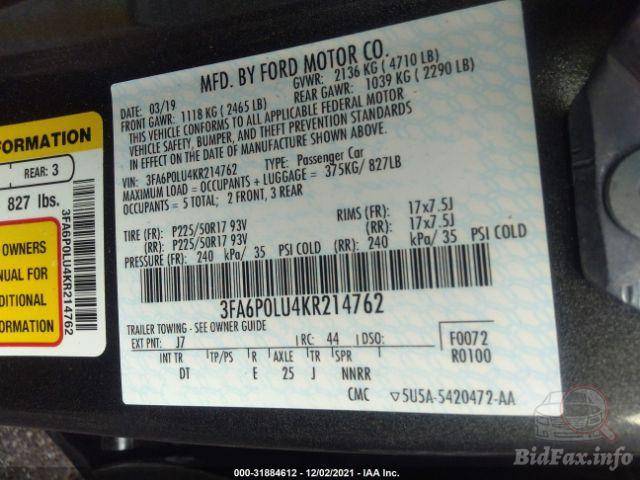 MFD. BY FORD MOTOR CO.
DATE: 03/19
GVWR: 2136 KG ( 4710 LB)
FRONT GAWR: 1118 KG ( 2465 LB)
REAR GAWR: 1039 KG ( 2290 LB)
THIS VEHICLE CONFORMS TO ALL APPLICABLE FEDERAL MOTOR
VEHICLE SAFETY, BUMPER, AND THEFT PREVENTION STANDARDS
IN EFFECT ON THE DATE OF MANUFACTURE SHOWN ABOVE.
VIN: 3FA6P0LU4KR214762 TYPE: Passenger Car
MAXIMUM LOAD = OCCUPANTS + LUGGAGE = 375KG/ 827LB
OCCUPANTS = 5 TOTAL; 2 FRONT, 3 REAR
TIRE (FR): P225/50R17 93V RIMS (FR): 17x7.5J
(RR): P225/50R17 93V (RR): 17x7.5J
PRESSURE (FR): 240 kPa/ 35 PSI COLD (RR): 240 kPa/ 35 PSI COLD
3FA6P0LU4KR214762
TRAILER TOWING - SEE OWNER GUIDE
EXT PNT: J7 RC: 44 DSO: F0072
INT TR TP/PS R AXLE TR SPR R0100
DT E 25 J NNRR
CMC ▽5U5A-5420472-AA
FORMATION
REAR: 3
827 lbs.
OWNERS
NUAL FOR
DITIONAL
FORMATION
3FA6P0LU4KR214762
000-31884612 - 12/02/2021 - IAA Inc.
BidFax.info